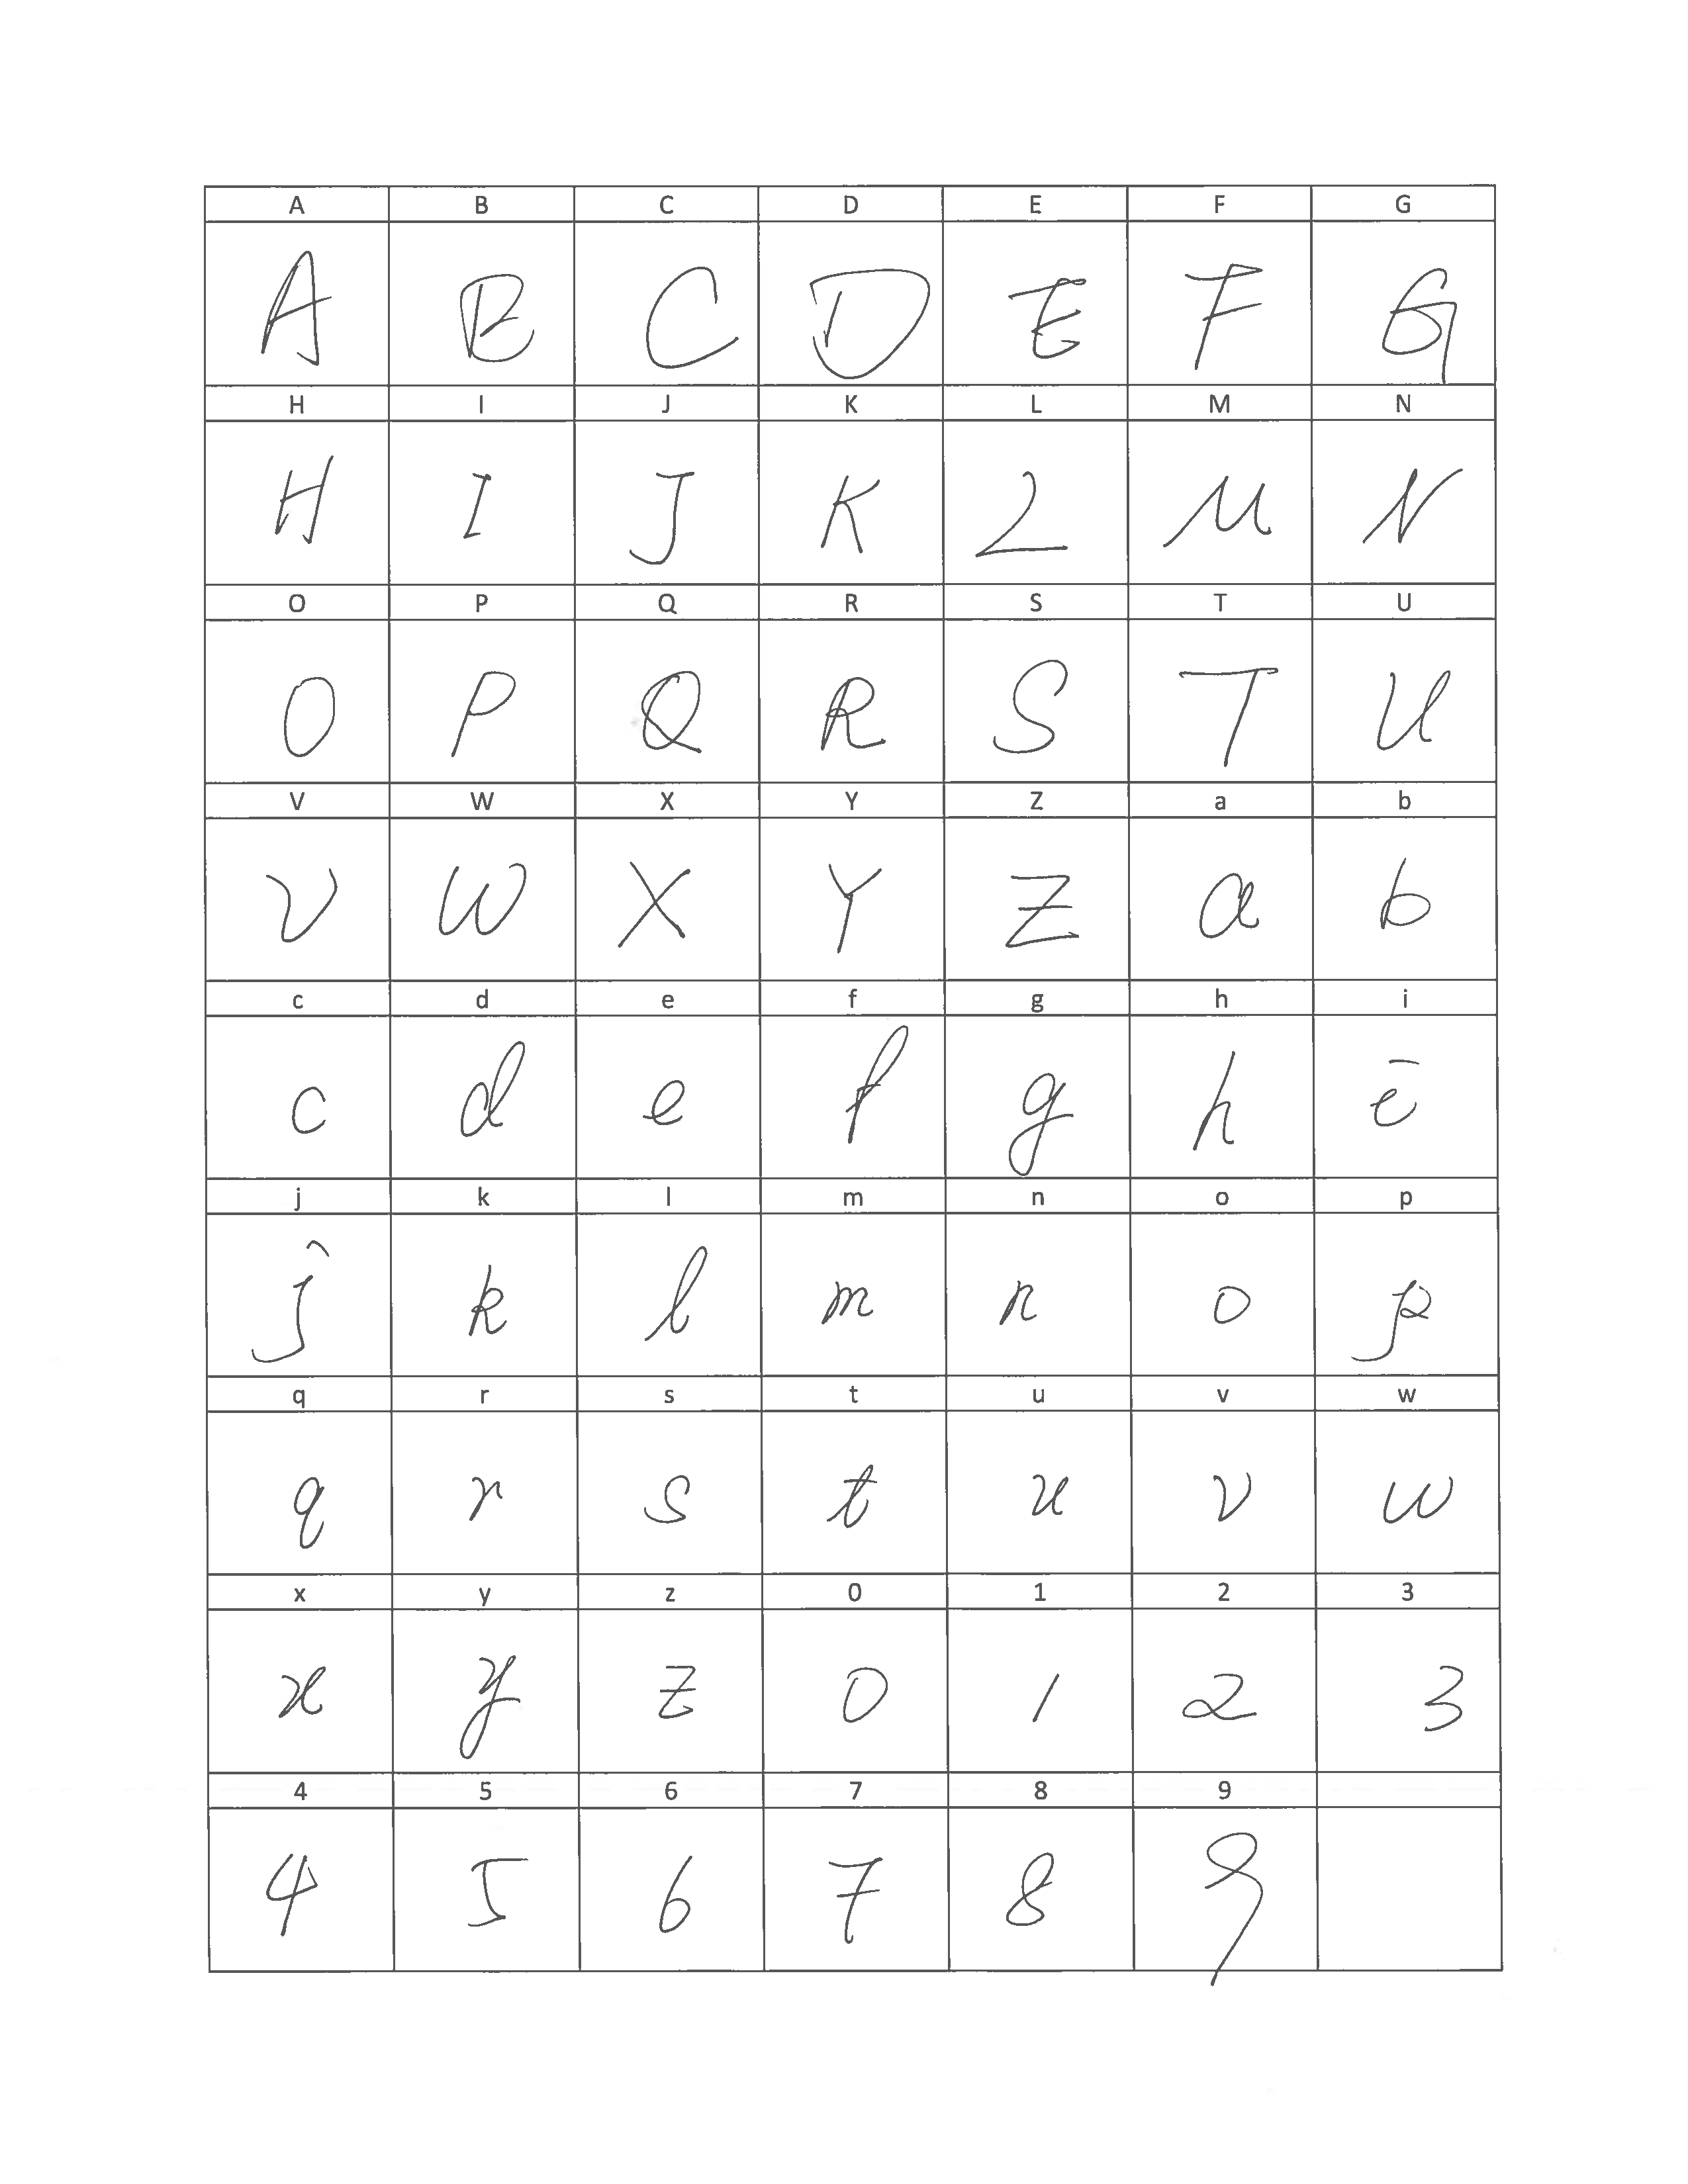 A B C D E F G
A B C D E F G
H I J K L M N
H I J K L M N
O P Q R S T U
O P Q R S T U
V W X Y Z a b
V W X Y Z a b
c d e f g h i
c d e f g h i
j k l m n o p
j k l m n o p
q r s t u v w
q r s t u v w
x y z 0 1 2 3
x y z 0 1 2 3
4 5 6 7 8 9
4 5 6 7 8 9